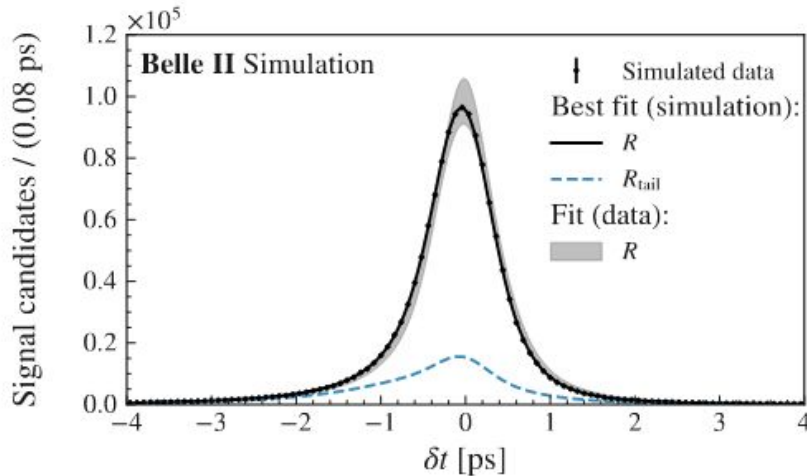 ×10⁵
Belle II Simulation
Simulated data
Best fit (simulation):
R
R_tail
Fit (data):
R
Signal candidates / (0.08 ps)
1.2
1.0
0.8
0.6
0.4
0.2
0.0
−4 −3 −2 −1 0 1 2 3 4
δt [ps]